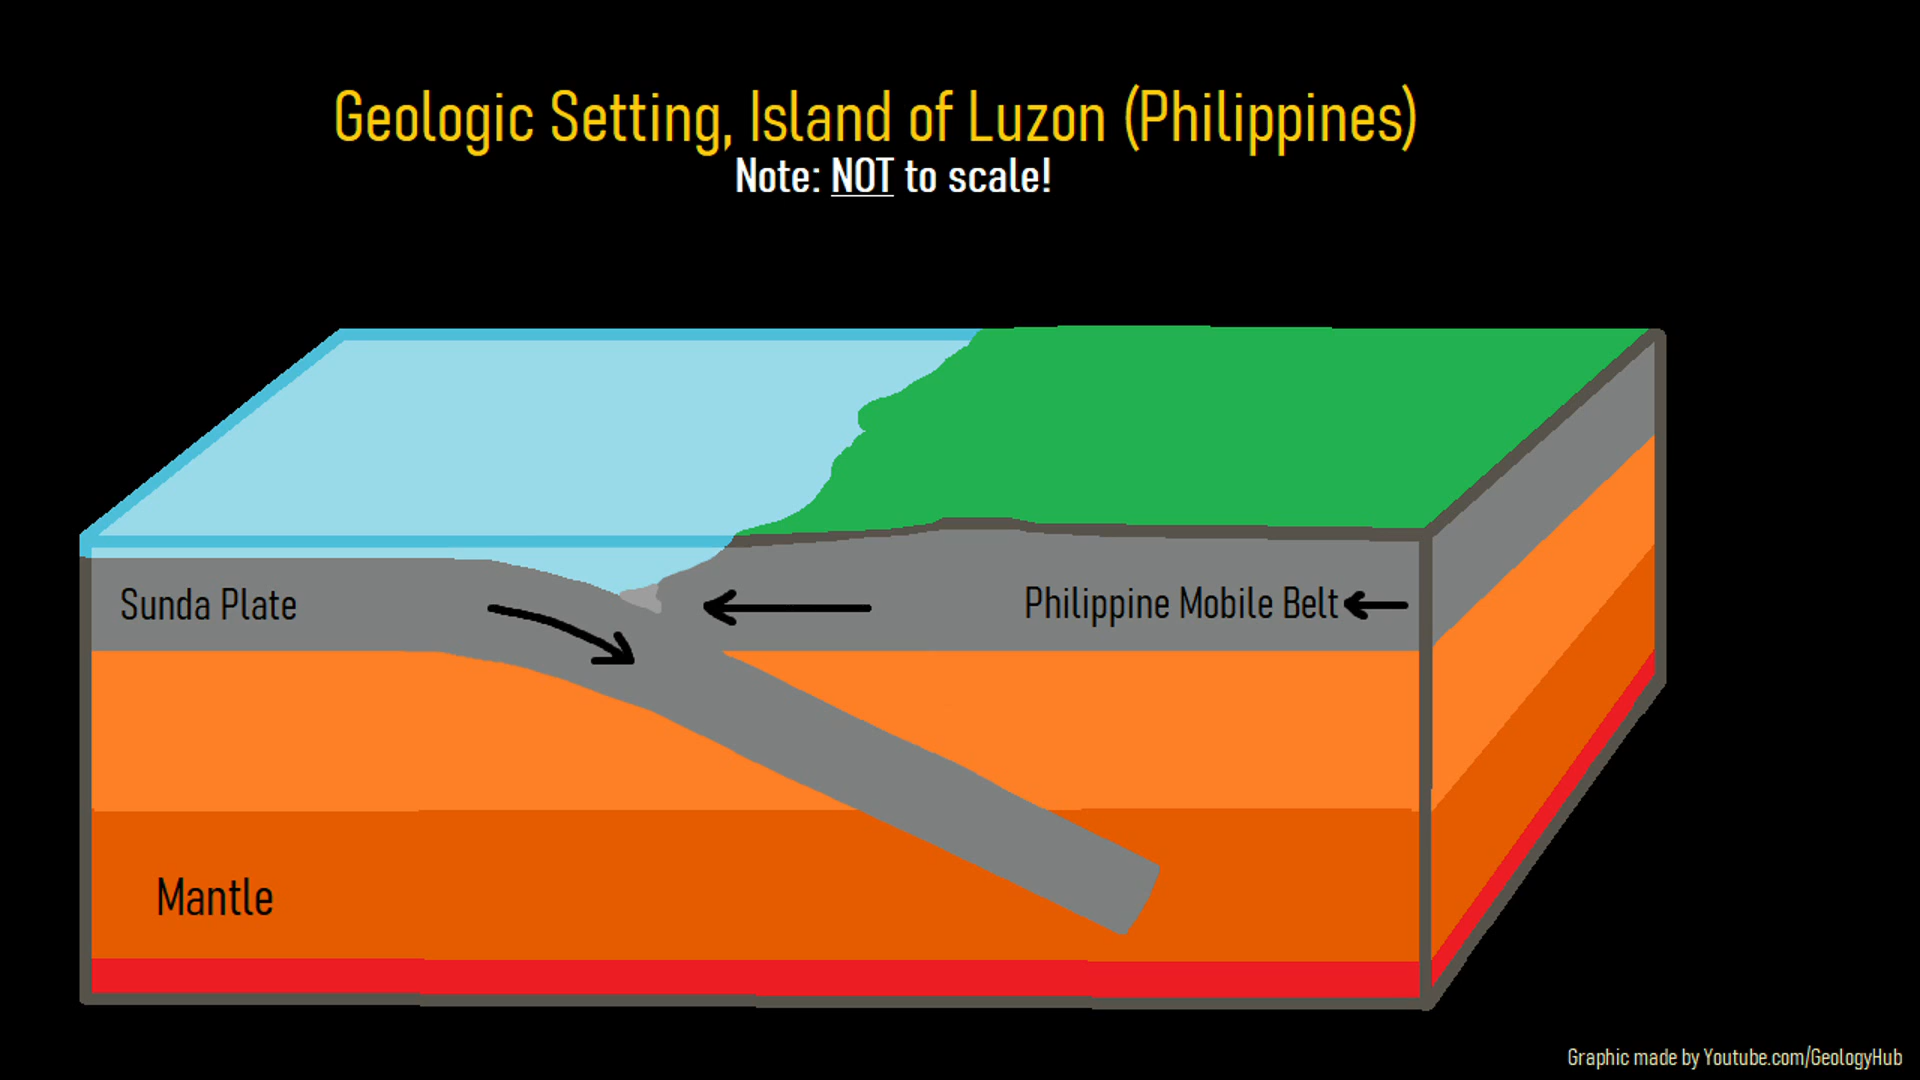 Geologic Setting, Island of Luzon (Philippines)
Note: NOT to scale!
Sunda Plate
Philippine Mobile Belt
Mantle
Graphic made by Youtube.com/GeologyHub